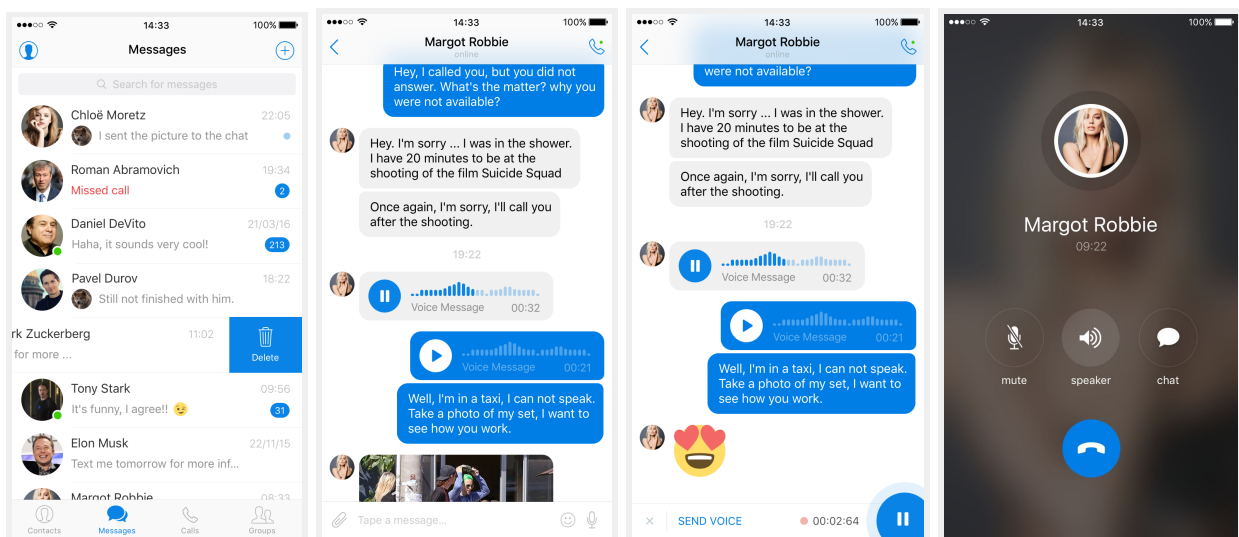 14:33
100%
Messages
Search for messages
Chloë Moretz
22:05
I sent the picture to the chat
Roman Abramovich
19:34
Missed call
2
Daniel DeVito
21/03/16
Haha, it sounds very cool!
213
Pavel Durov
18:22
Still not finished with him.
rk Zuckerberg
11:02
for more ...
Delete
Tony Stark
09:56
It's funny, I agree!!
31
Elon Musk
22/11/15
Text me tomorrow for more inf...
Margot Robbie
08:33
Contacts
Messages
Calls
Groups
14:33
100%
Margot Robbie
online
Hey, I called you, but you did not
answer. What's the matter? why you
were not available?
Hey. I'm sorry ... I was in the shower.
I have 20 minutes to be at the
shooting of the film Suicide Squad
Once again, I'm sorry, I'll call you
after the shooting.
19:22
Voice Message
00:32
Voice Message
00:21
Well, I'm in a taxi, I can not speak.
Take a photo of my set, I want to
see how you work.
Tape a message...
14:33
100%
Margot Robbie
online
were not available?
Hey. I'm sorry ... I was in the shower.
I have 20 minutes to be at the
shooting of the film Suicide Squad
Once again, I'm sorry, I'll call you
after the shooting.
19:22
Voice Message
00:32
Voice Message
00:21
Well, I'm in a taxi, I can not speak.
Take a photo of my set, I want to
see how you work.
SEND VOICE
00:02:64
14:33
100%
Margot Robbie
09:22
mute
speaker
chat